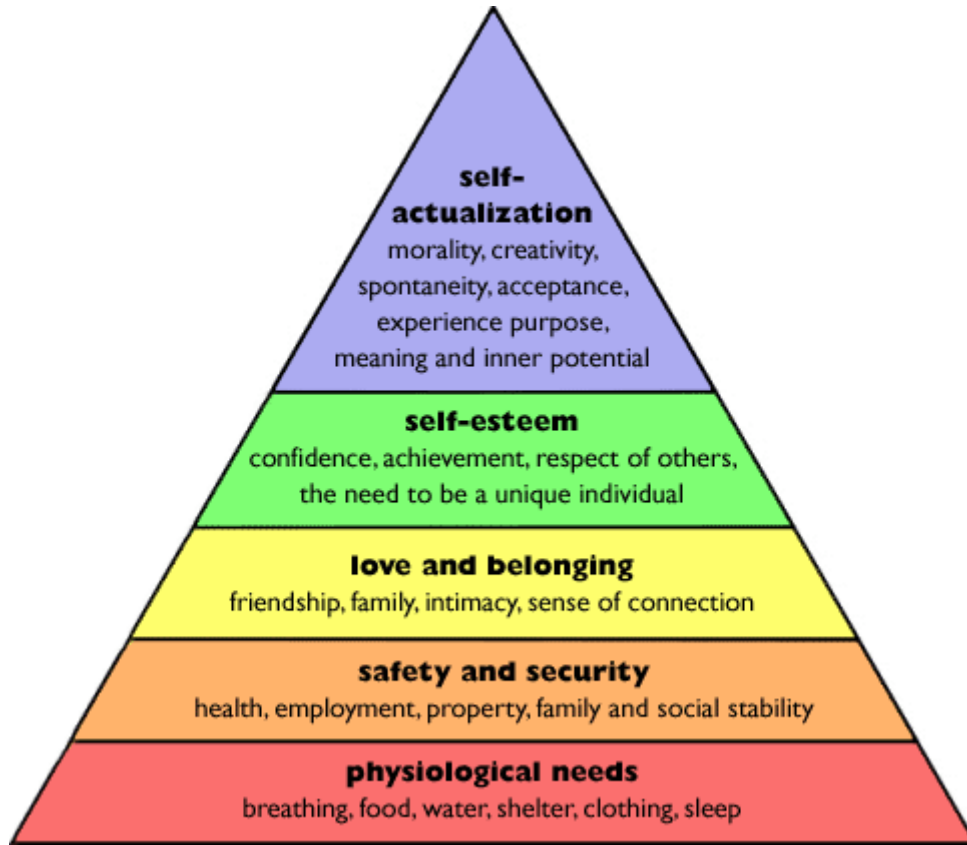 self-
actualization
morality, creativity,
spontaneity, acceptance,
experience purpose,
meaning and inner potential
self-esteem
confidence, achievement, respect of others,
the need to be a unique individual
love and belonging
friendship, family, intimacy, sense of connection
safety and security
health, employment, property, family and social stability
physiological needs
breathing, food, water, shelter, clothing, sleep